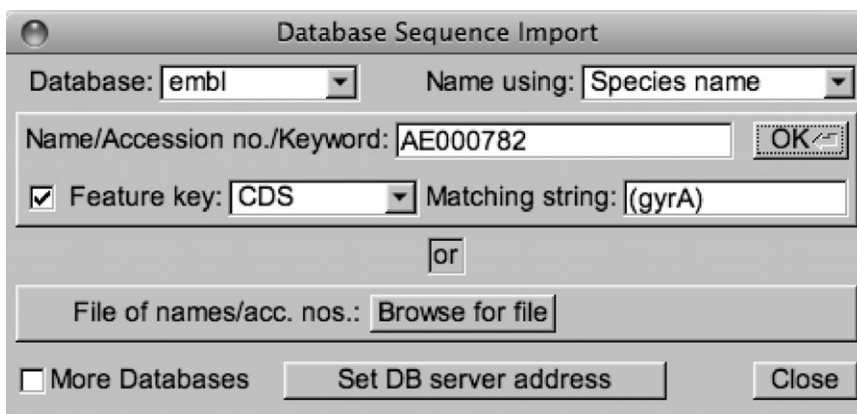 Database Sequence Import
Database: embl Name using: Species name
Name/Accession no./Keyword: AE000782 OK
Feature key: CDS Matching string: (gyrA)
or
File of names/acc. nos.: Browse for file
More Databases Set DB server address Close